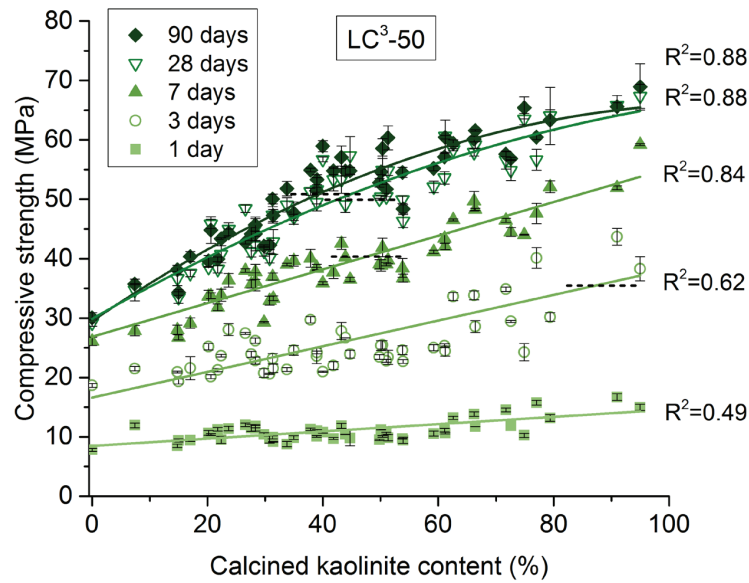 80
70
60
50
40
30
20
10
0
Compressive strength (MPa)
90 days
28 days
7 days
3 days
1 day
LC³-50
R²=0.88
R²=0.88
R²=0.84
R²=0.62
R²=0.49
0 20 40 60 80 100
Calcined kaolinite content (%)